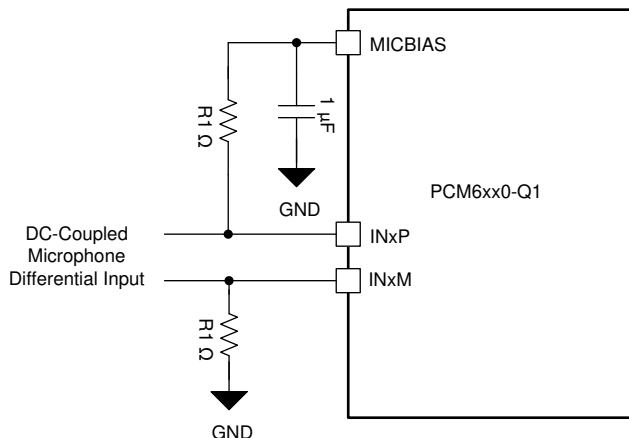 MICBIAS
R1 Ω
1
µF
PCM6xx0-Q1
GND
DC-Coupled
Microphone
Differential Input
INxP
INxM
R1 Ω
GND